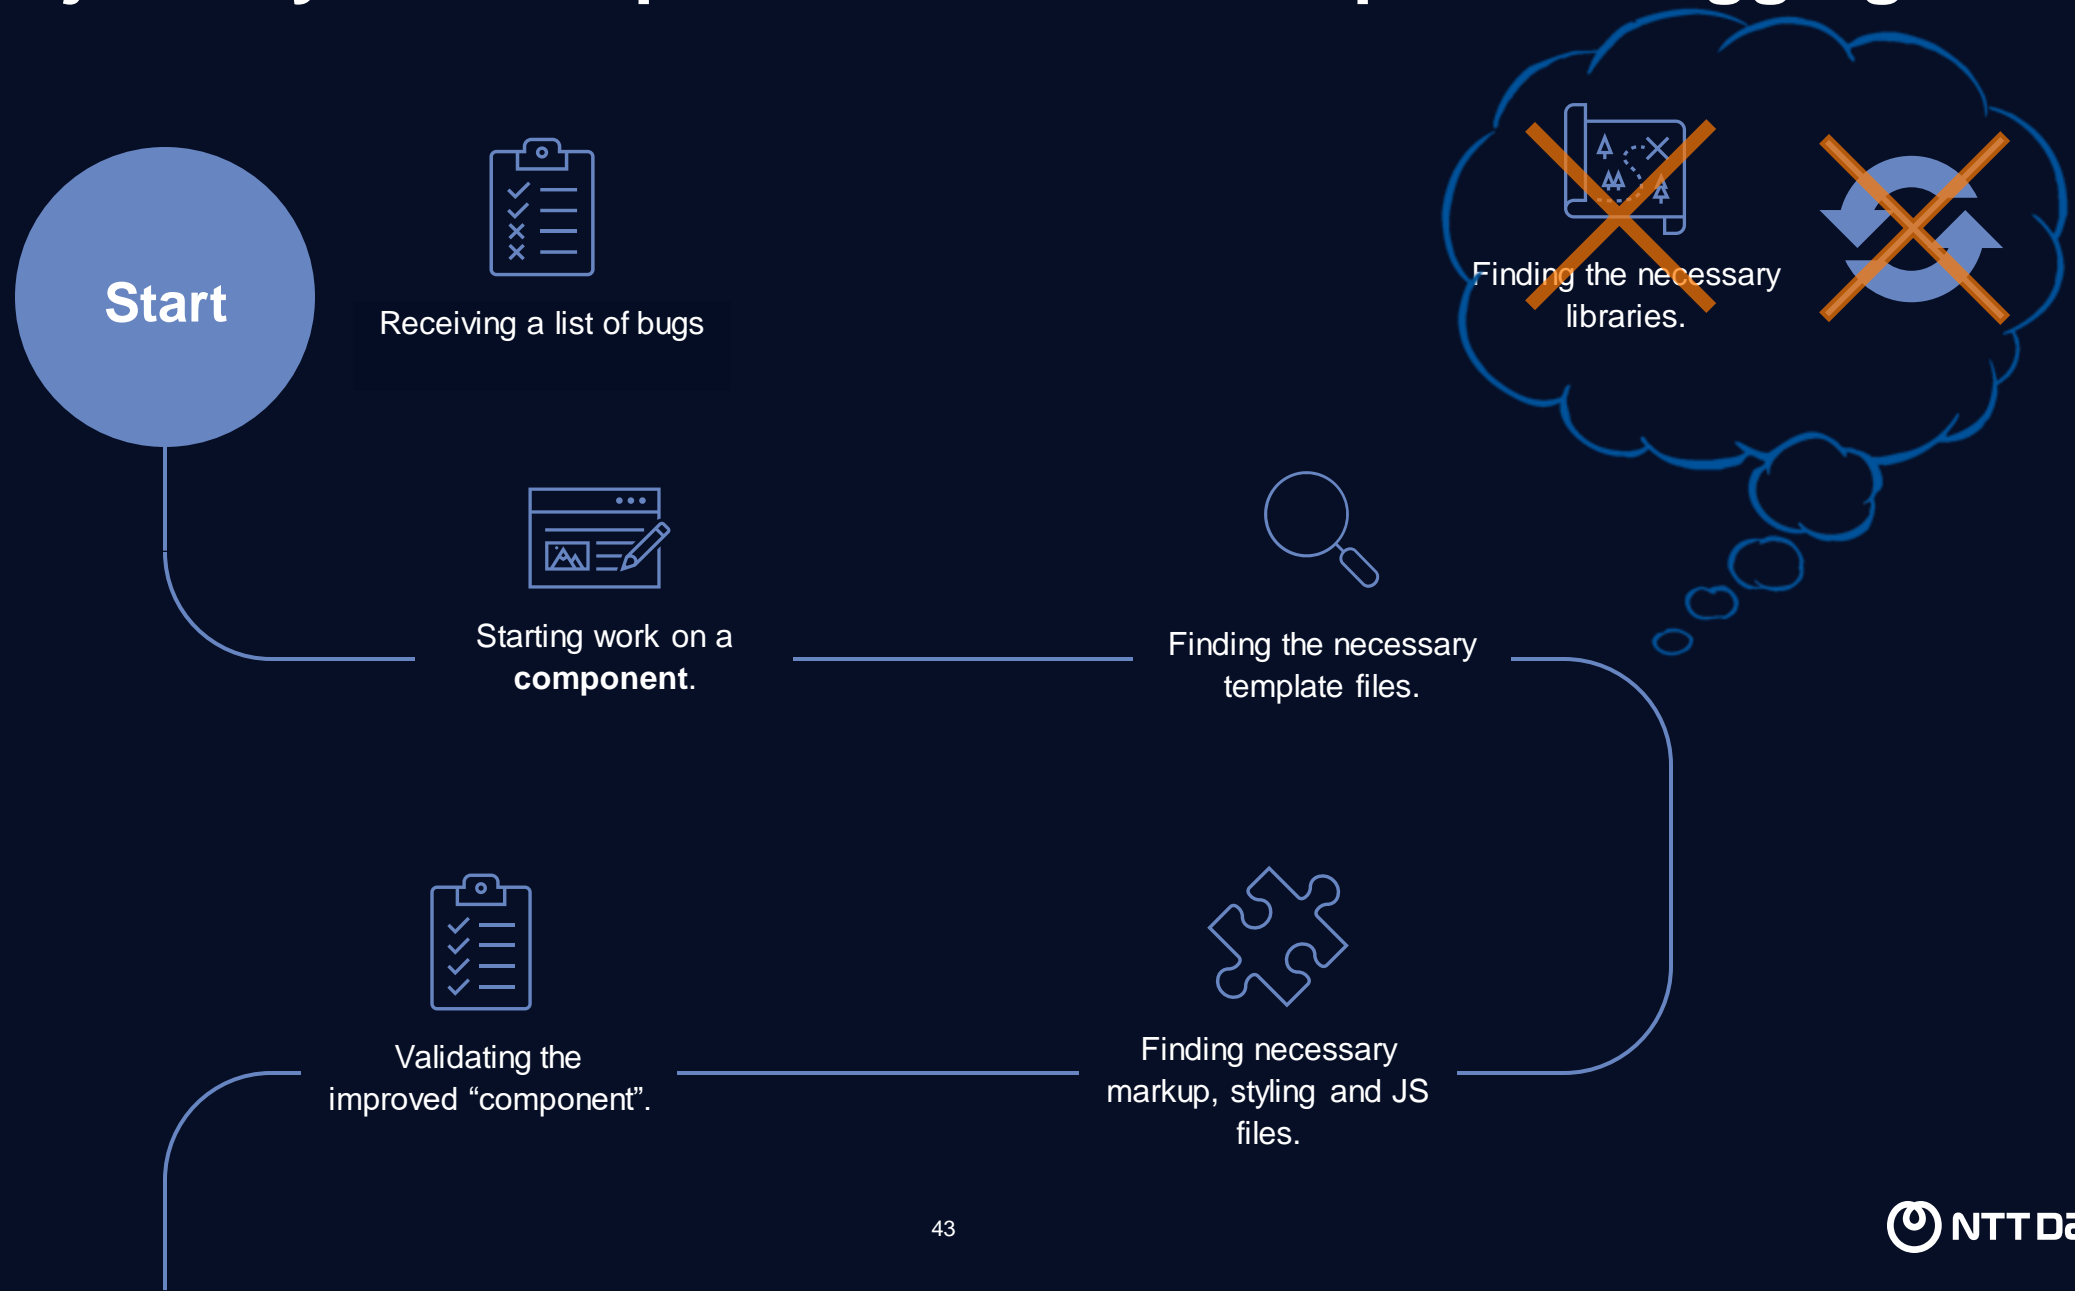 Start
Receiving a list of bugs
Finding the necessary
libraries.
Starting work on a
component.
Finding the necessary
template files.
Validating the
improved “component”.
Finding necessary
markup, styling and JS
files.
43
NTT